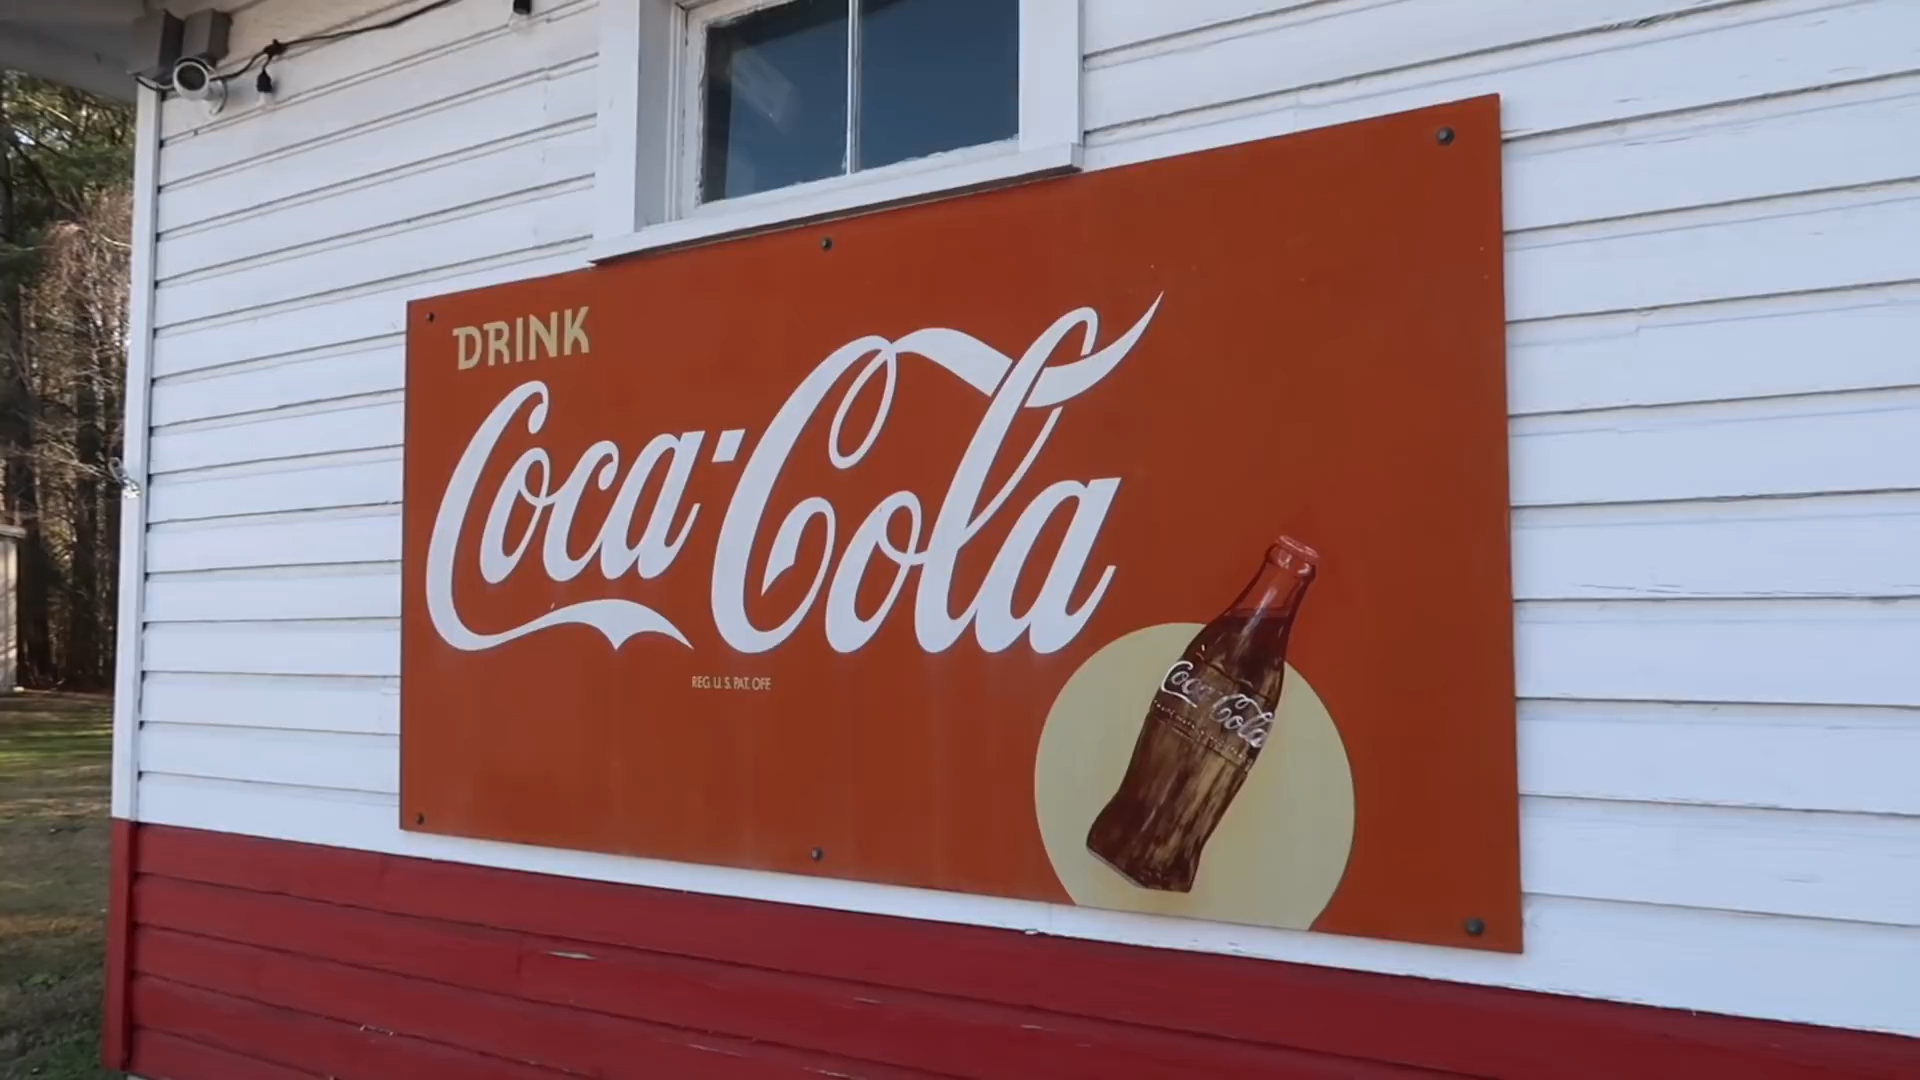 DRINK
Coca-Cola
REG. U. S. PAT. OFF
Coca-Cola